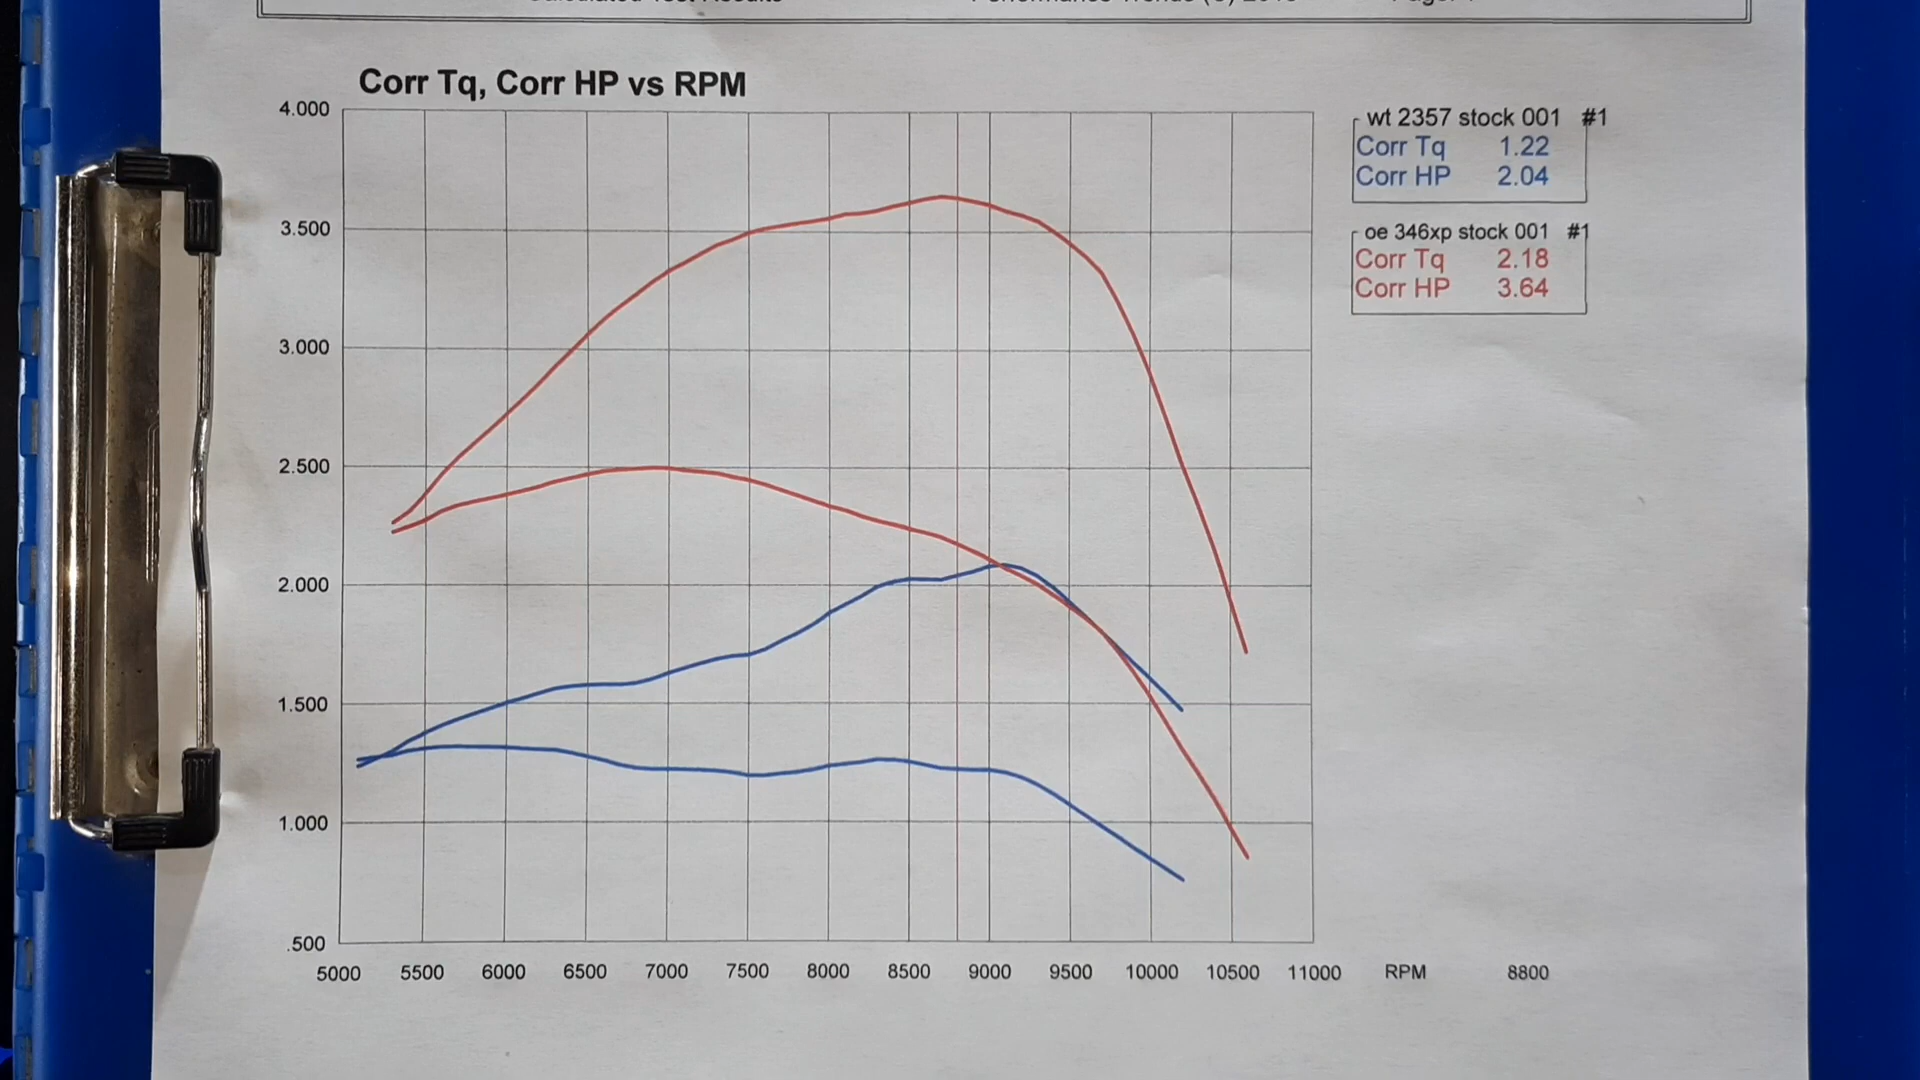 Corr Tq, Corr HP vs RPM
4.000
3.500
3.000
2.500
2.000
1.500
1.000
.500
5000 5500 6000 6500 7000 7500 8000 8500 9000 9500 10000 10500 11000 RPM 8800
wt 2357 stock 001 #1
Corr Tq 1.22
Corr HP 2.04
oe 346xp stock 001 #1
Corr Tq 2.18
Corr HP 3.64